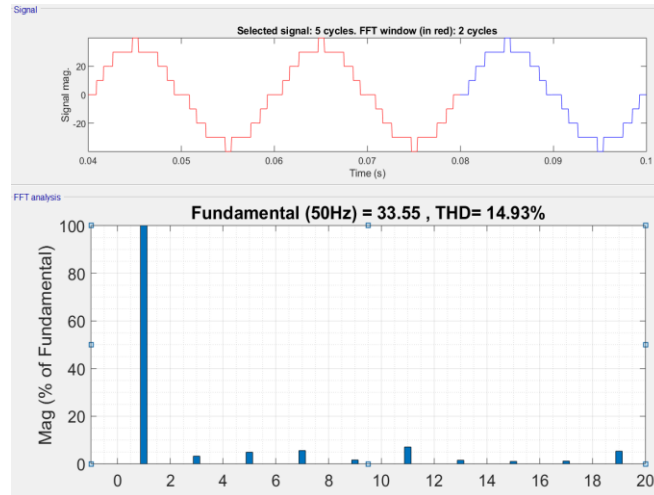 Signal
Selected signal: 5 cycles. FFT window (in red): 2 cycles
Signal mag.
20
0
-20
0.04 0.05 0.06 0.07 0.08 0.09 0.1
Time (s)
FFT analysis
Fundamental (50Hz) = 33.55 , THD= 14.93%
Mag (% of Fundamental)
100
80
60
40
20
0
0 2 4 6 8 10 12 14 16 18 20